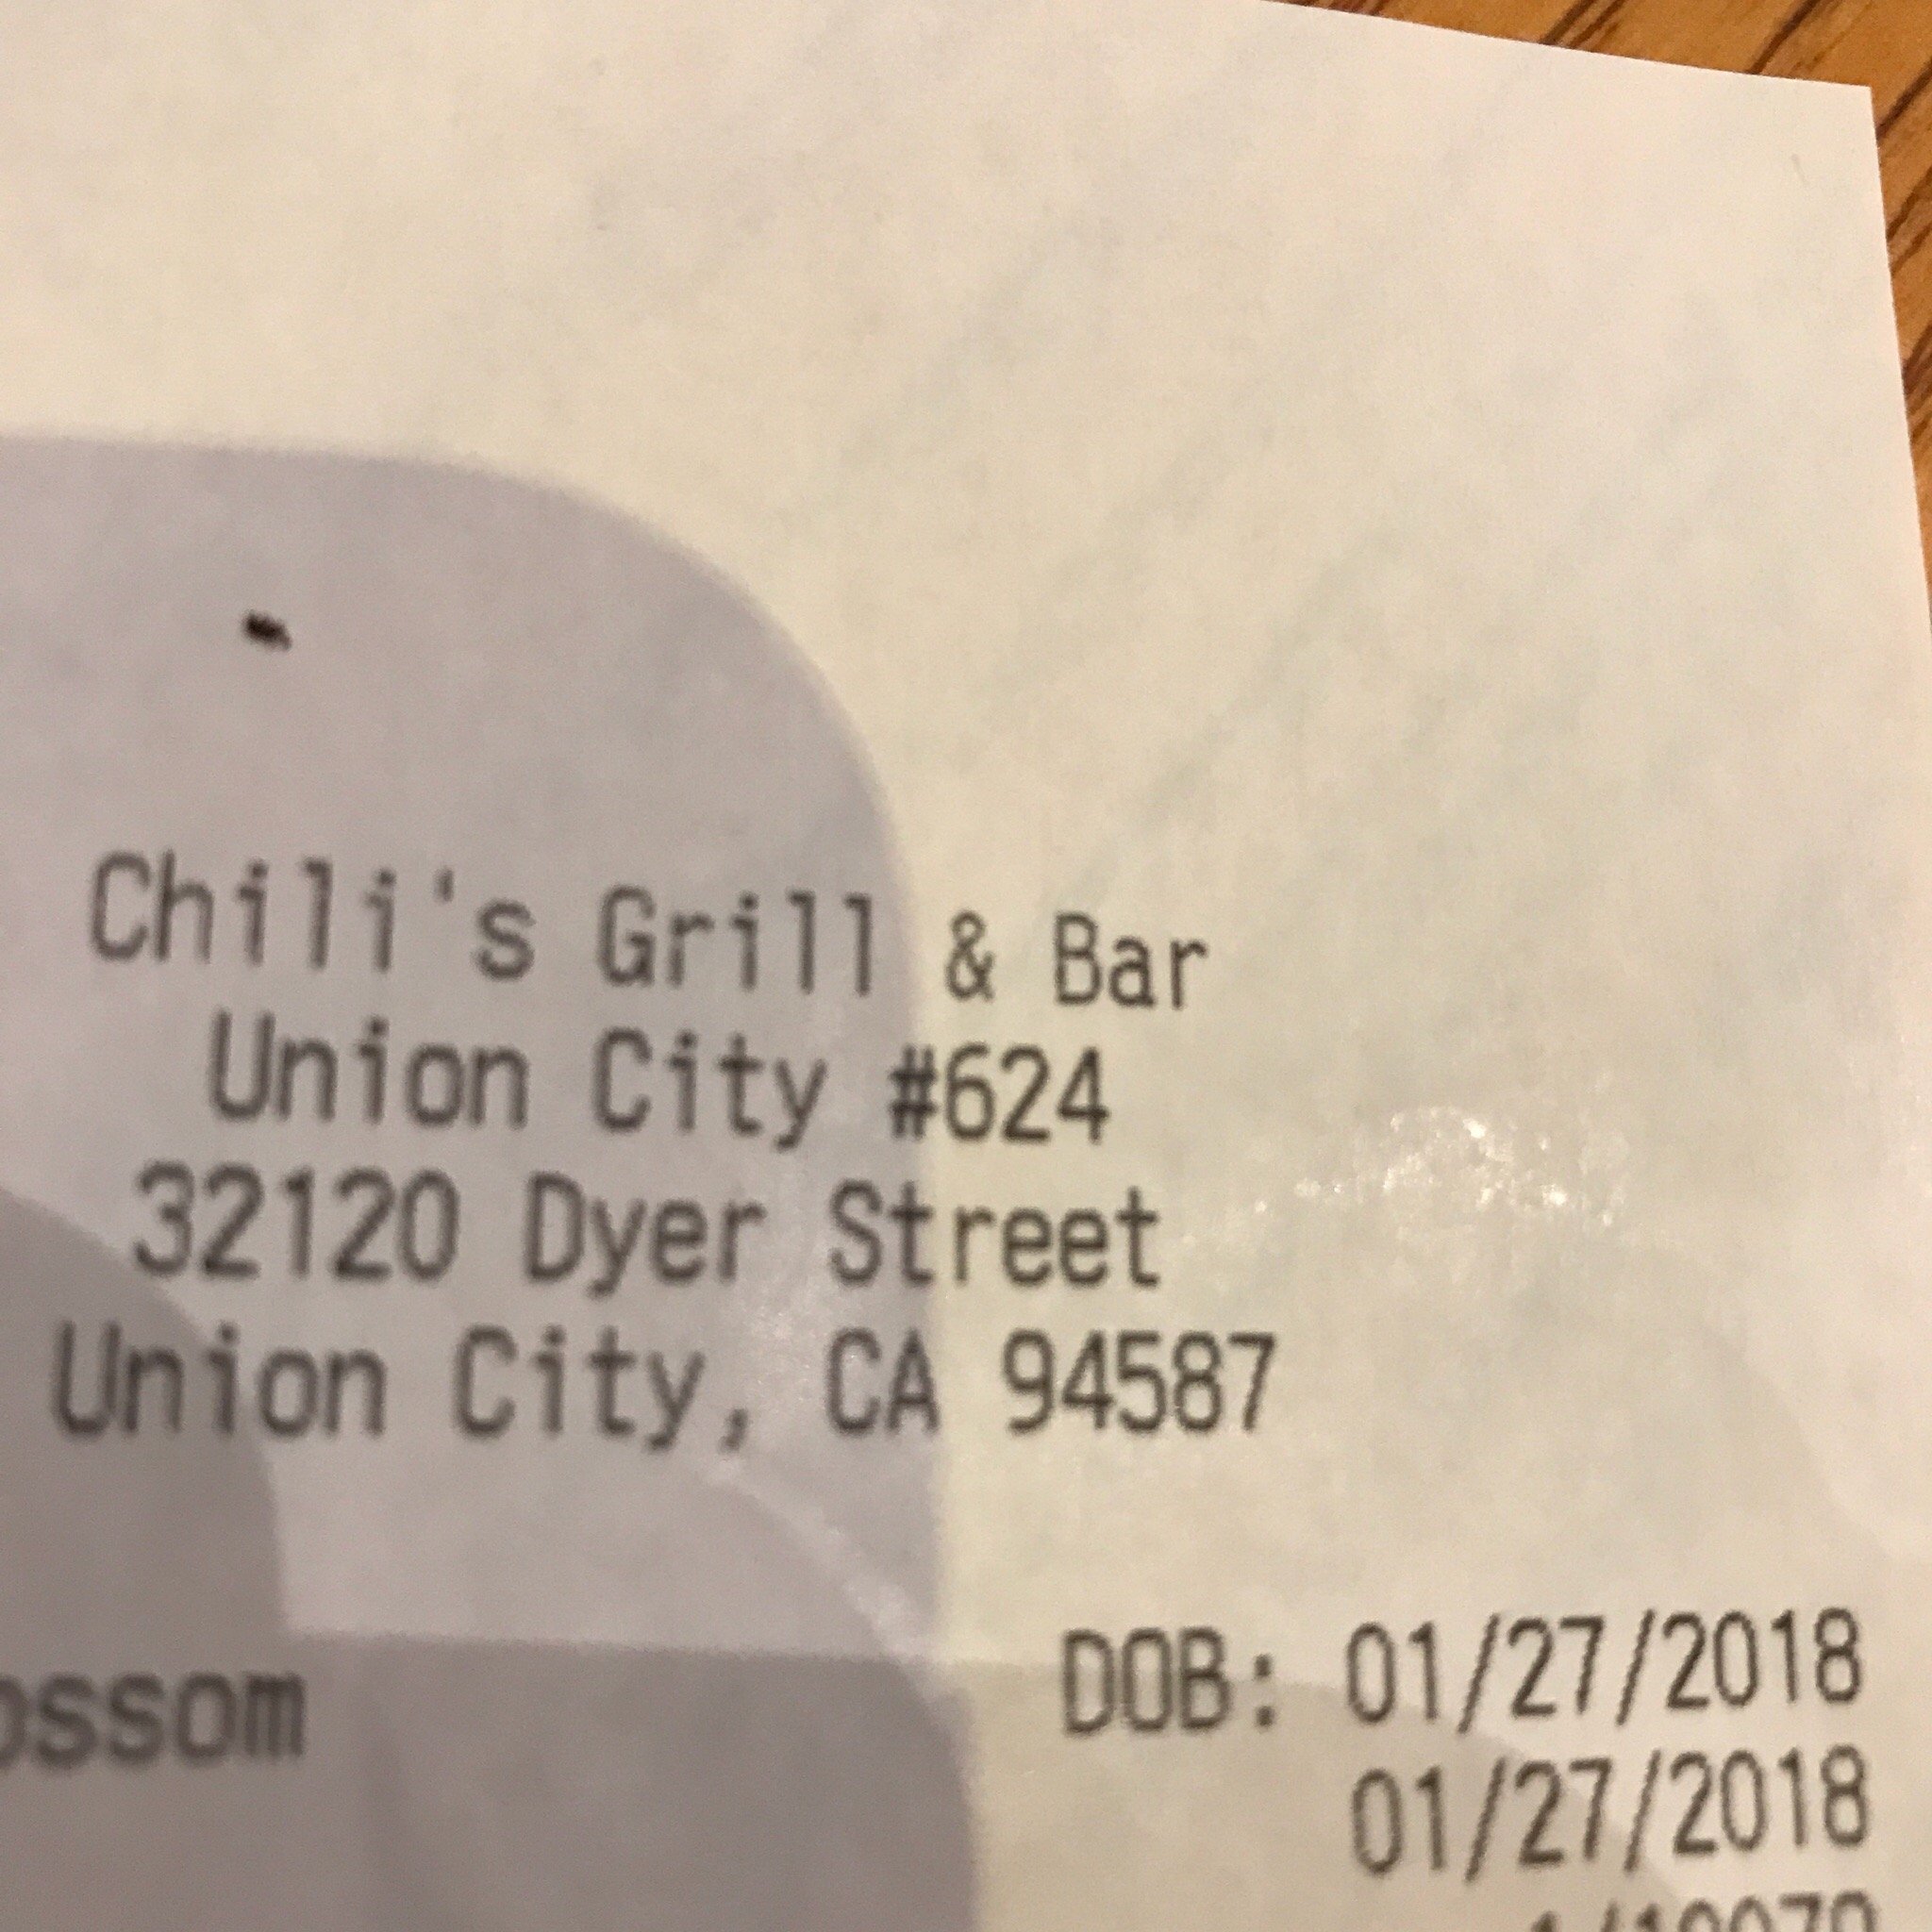 Chili's Grill & Bar
Union City #624
32120 Dyer Street
Union City, CA 94587
DOB: 01/27/2018
01/27/2018